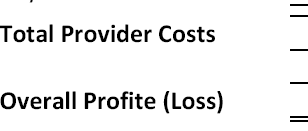 Total Provider Costs
Overall Profite (Loss)